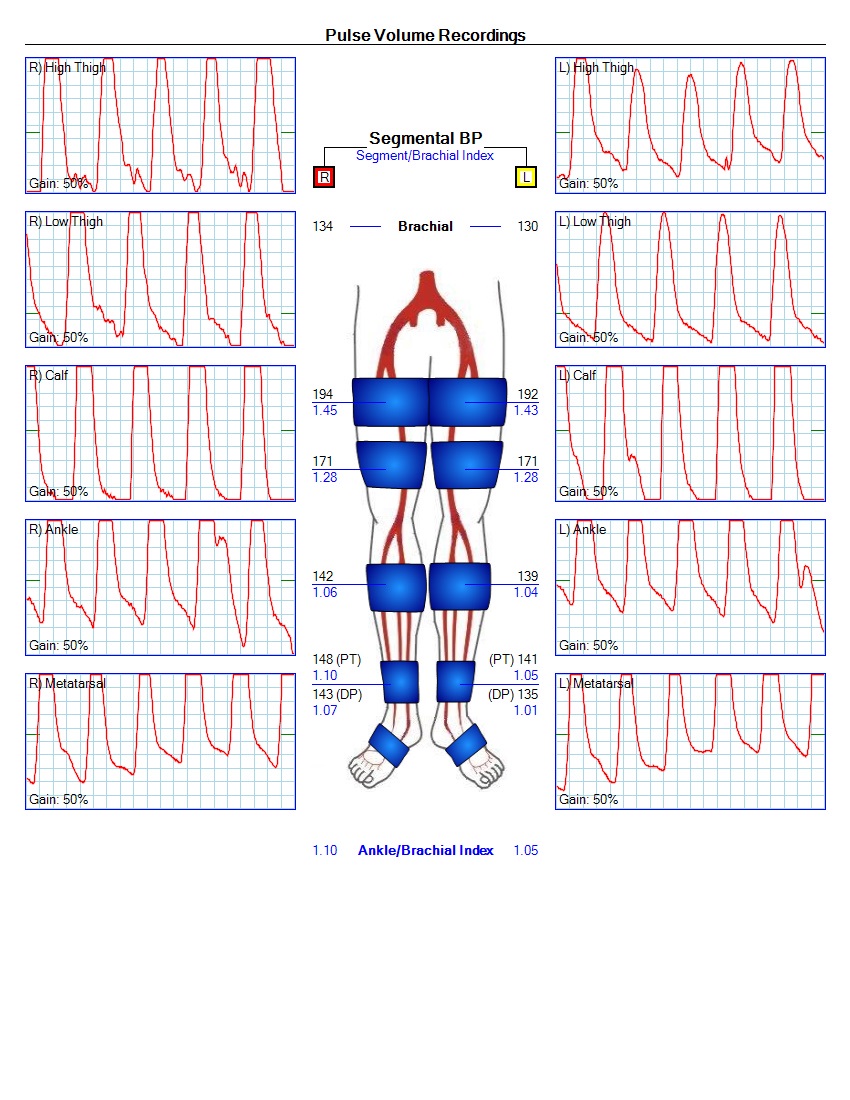 Pulse Volume Recordings
R) High Thigh
Gain: 50%
L) High Thigh
Gain: 50%
Segmental BP
Segment/Brachial Index
R
L
134 Brachial 130
R) Low Thigh
Gain: 50%
L) Low Thigh
Gain: 50%
194
1.45
192
1.43
R) Calf
Gain: 50%
L) Calf
Gain: 50%
171
1.28
171
1.28
R) Ankle
Gain: 50%
L) Ankle
Gain: 50%
142
1.06
139
1.04
R) Metatarsal
Gain: 50%
L) Metatarsal
Gain: 50%
148 (PT)
1.10
143 (DP)
1.07
(PT) 141
1.05
(DP) 135
1.01
1.10 Ankle/Brachial Index 1.05